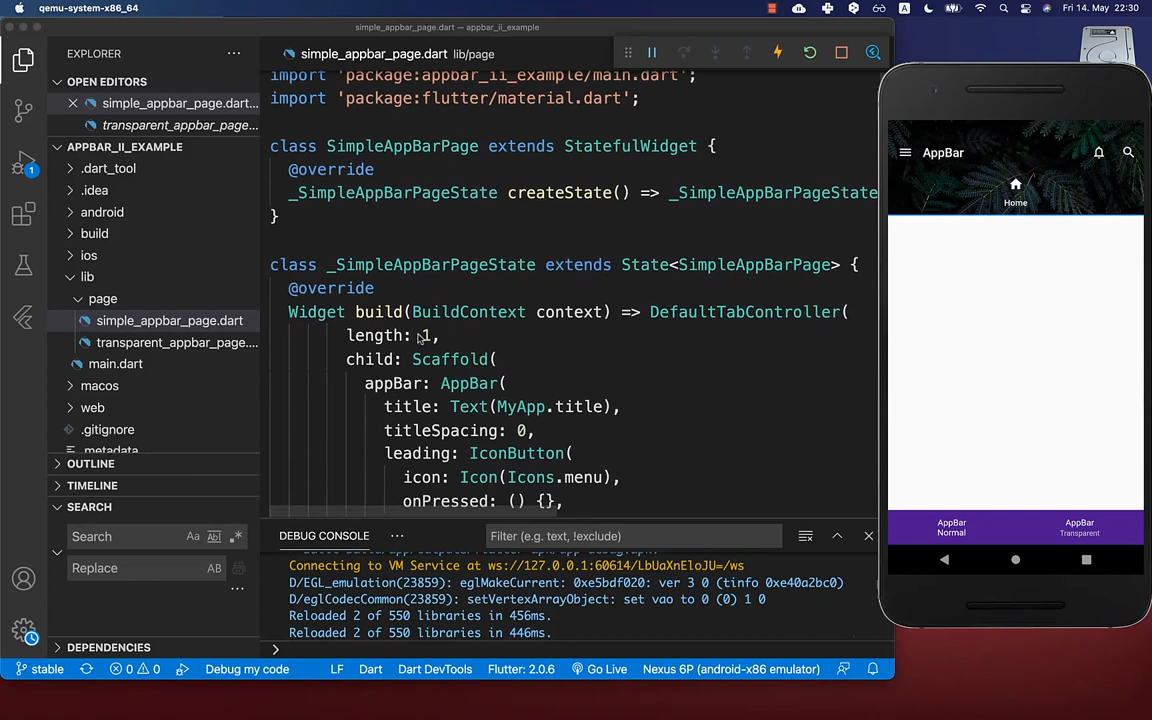 qemu-system-x86_64
A
Fri 14. May 22:30
simple_appbar_page.dart — appbar_ii_example
EXPLORER
OPEN EDITORS
simple_appbar_page.dart...
transparent_appbar_page...
APPBAR_II_EXAMPLE
.dart_tool
.idea
android
build
ios
lib
page
simple_appbar_page.dart
transparent_appbar_page....
main.dart
macos
web
.gitignore
.metadata
OUTLINE
TIMELINE
SEARCH
Search
Aa
Abl
Replace
AB
DEPENDENCIES
1
simple_appbar_page.dart lib/page
import 'package:appbar_ii_example/main.dart';
import 'package:flutter/material.dart';
class SimpleAppBarPage extends StatefulWidget {
@override
_SimpleAppBarPageState createState() => _SimpleAppBarPageState
}
class _SimpleAppBarPageState extends State<SimpleAppBarPage> {
@override
Widget build(BuildContext context) => DefaultTabController(
length: 1,
child: Scaffold(
appBar: AppBar(
title: Text(MyApp.title),
titleSpacing: 0,
leading: IconButton(
icon: Icon(Icons.menu),
onPressed: () {},
DEBUG CONSOLE
Filter (e.g. text, !exclude)
Connecting to VM Service at ws://127.0.0.1:60614/LbUaXnEloJU=/ws
D/EGL_emulation(23859): eglMakeCurrent: 0xe5bdf020: ver 3 0 (tinfo 0xe40a2bc0)
D/eglCodecCommon(23859): setVertexArrayObject: set vao to 0 (0) 1 0
Reloaded 2 of 550 libraries in 456ms.
Reloaded 2 of 550 libraries in 446ms.
stable
0
0
Debug my code
LF
Dart
Dart DevTools
Flutter: 2.0.6
Go Live
Nexus 6P (android-x86 emulator)
AppBar
Home
AppBar
Normal
AppBar
Transparent